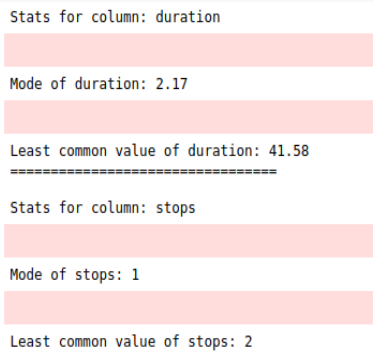 Stats for column: duration
Mode of duration: 2.17
Least common value of duration: 41.58
=================================
Stats for column: stops
Mode of stops: 1
Least common value of stops: 2